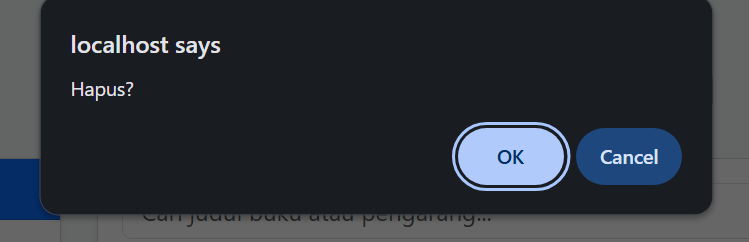 localhost says
Hapus?
OK
Cancel
Cari judul buku atau pengarang...